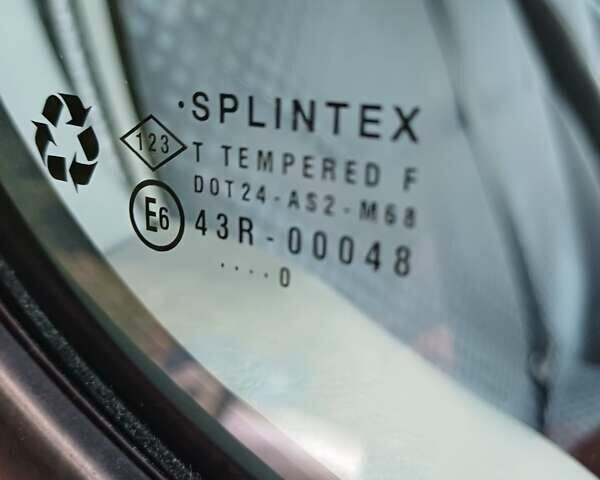 ·SPLINTEX
123
T TEMPERED F
DOT24-AS2-M68
E6
43R-00048
....0